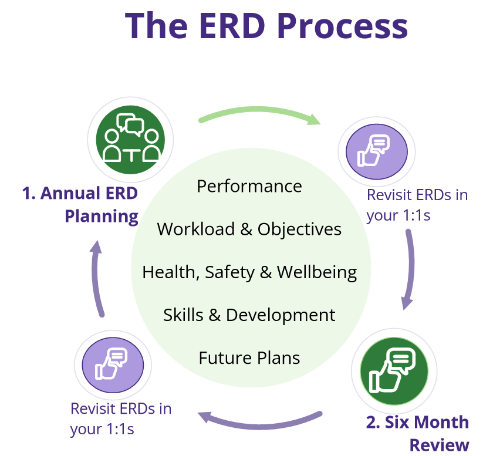 The ERD Process
1. Annual ERD
Planning
Revisit ERDs in
your 1:1s
Performance
Workload & Objectives
Health, Safety & Wellbeing
Skills & Development
Future Plans
2. Six Month
Review
Revisit ERDs in
your 1:1s